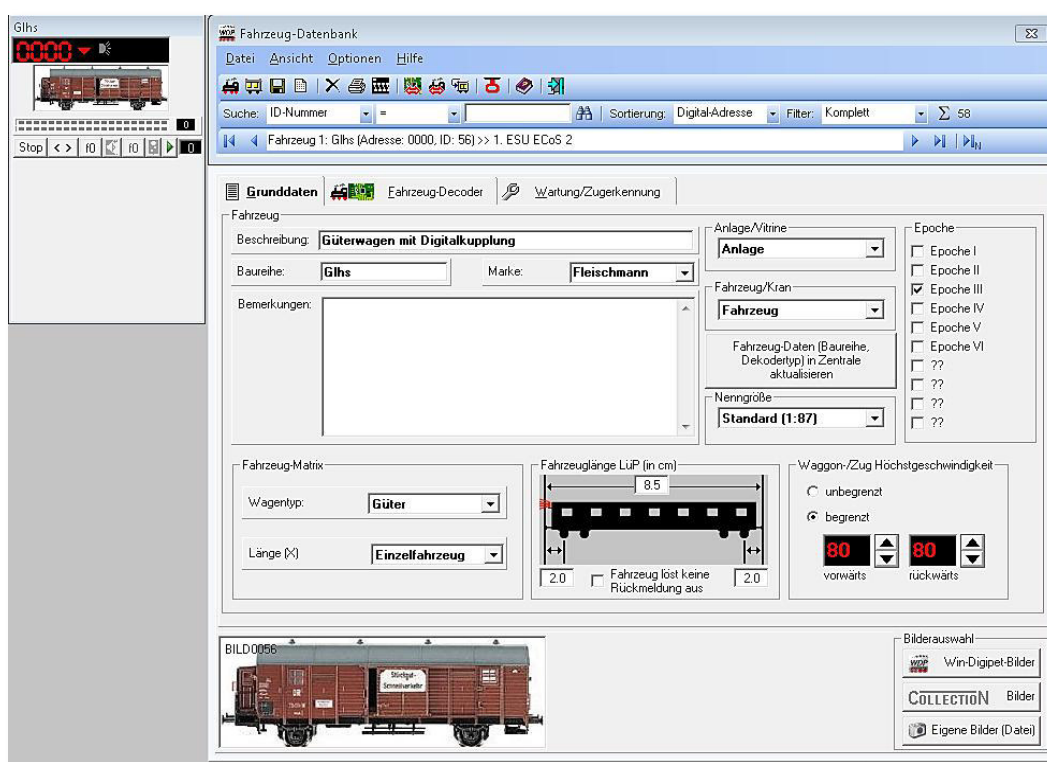 Glhs
0000
0
Stop < > f0 f0 0
WDP Fahrzeug-Datenbank
Datei Ansicht Optionen Hilfe
Suche: ID-Nummer = Sortierung: Digital-Adresse Filter: Komplett Σ 58
Fahrzeug 1: Glhs (Adresse: 0000, ID: 56) >> 1. ESU ECoS 2
N
Grunddaten Fahrzeug-Decoder Wartung/Zugerkennung
Fahrzeug
Beschreibung: Güterwagen mit Digitalkupplung
Baureihe: Glhs Marke: Fleischmann
Bemerkungen:
Anlage/Vitrine
Anlage
Fahrzeug/Kran
Fahrzeug
Fahrzeug-Daten (Baureihe,
Dekodertyp) in Zentrale
aktualisieren
Nenngröße
Standard (1:87)
Epoche
Epoche I
Epoche II
Epoche III
Epoche IV
Epoche V
Epoche VI
??
??
??
??
Fahrzeug-Matrix
Wagentyp: Güter
Länge (X) Einzelfahrzeug
Fahrzeuglänge LüP (in cm)
8.5
2.0 Fahrzeug löst keine 2.0
Rückmeldung aus
Waggon-/Zug Höchstgeschwindigkeit
unbegrenzt
begrenzt
80 80
vorwärts rückwärts
BILD0056
Stückgut-
Schnellverkehr
Bilderauswahl
WDP Win-Digipet-Bilder
COLLECTION Bilder
Eigene Bilder (Datei)